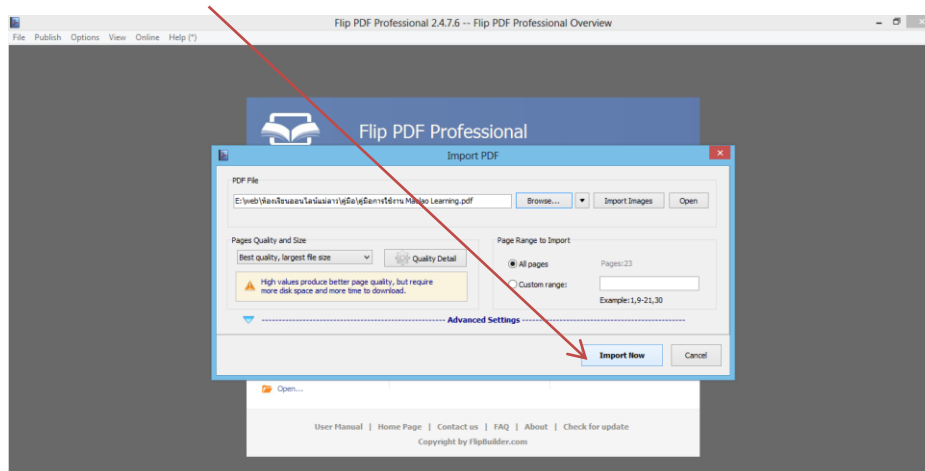 Flip PDF Professional 2.4.7.6 -- Flip PDF Professional Overview
File Publish Options View Online Help (*)
Flip PDF Professional
Import PDF
PDF File
E:\web\ห้องเรียนออนไลน์แม่ลาว\คู่มือ\คู่มือการใช้งาน Maolao Learning.pdf
Browse... Import Images Open
Pages Quality and Size
Page Range to Import
Best quality, largest file size
Quality Detail
All pages
Pages:23
High values produce better page quality, but require
more disk space and more time to download.
Custom range:
Example:1,9-21,30
Advanced Settings
Import Now
Cancel
Open...
User Manual | Home Page | Contact us | FAQ | About | Check for update
Copyright by FlipBuilder.com